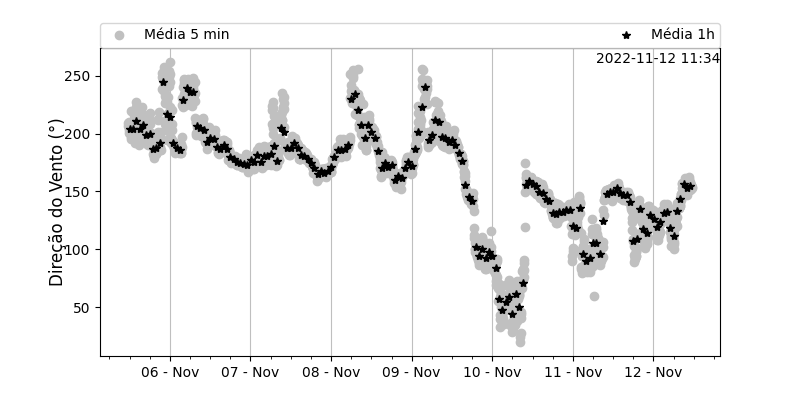 Média 5 min
Média 1h
2022-11-12 11:34
Direção do Vento (°)
250
200
150
100
50
06 - Nov
07 - Nov
08 - Nov
09 - Nov
10 - Nov
11 - Nov
12 - Nov